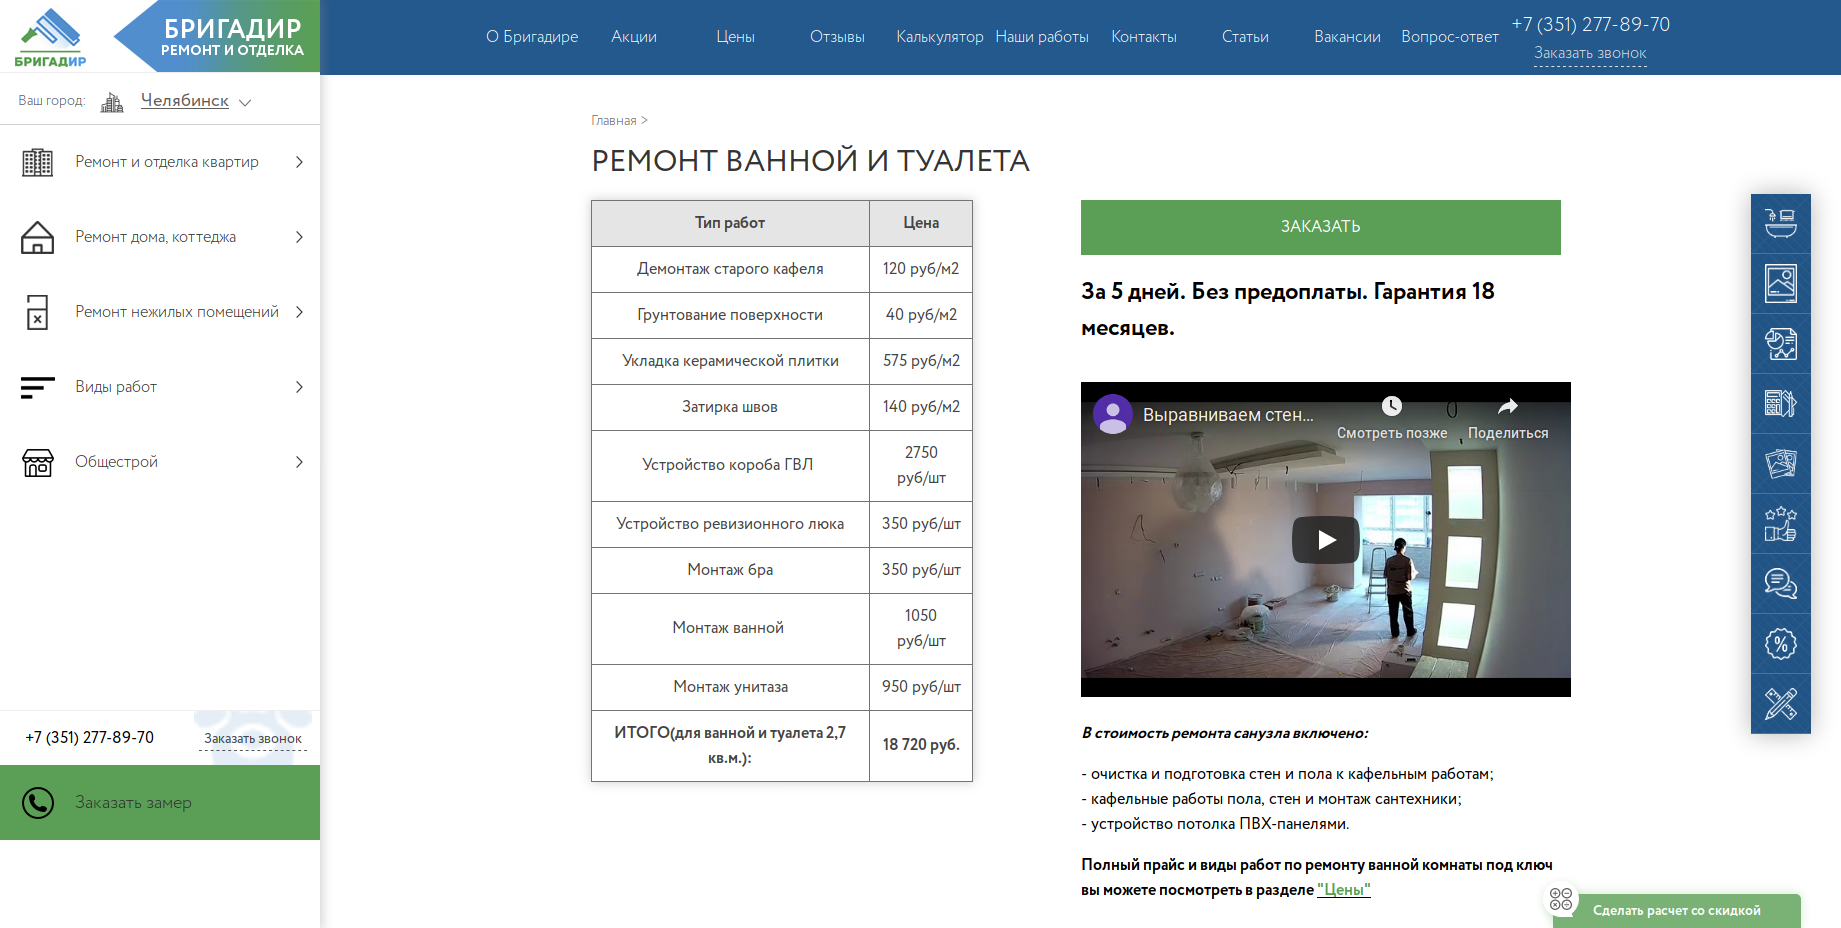 БРИГАДИР
БРИГАДИР
РЕМОНТ И ОТДЕЛКА
О Бригадире
Акции
Цены
Отзывы
Калькулятор
Наши работы
Контакты
Статьи
Вакансии
Вопрос-ответ
+7 (351) 277-89-70
Заказать звонок
Ваш город:
Челябинск
Ремонт и отделка квартир
Ремонт дома, коттеджа
Ремонт нежилых помещений
Виды работ
Общестрой
+7 (351) 277-89-70
Заказать звонок
Заказать замер
Главная >
РЕМОНТ ВАННОЙ И ТУАЛЕТА
Тип работ Цена
Демонтаж старого кафеля 120 руб/м2
Грунтование поверхности 40 руб/м2
Укладка керамической плитки 575 руб/м2
Затирка швов 140 руб/м2
Устройство короба ГВЛ 2750
руб/шт
Устройство ревизионного люка 350 руб/шт
Монтаж бра 350 руб/шт
Монтаж ванной 1050
руб/шт
Монтаж унитаза 950 руб/шт
ИТОГО(для ванной и туалета 2,7
кв.м.): 18 720 руб.
ЗАКАЗАТЬ
За 5 дней. Без предоплаты. Гарантия 18
месяцев.
Выравниваем стен...
Смотреть позже
Поделиться
В стоимость ремонта санузла включено:
- очистка и подготовка стен и пола к кафельным работам;
- кафельные работы пола, стен и монтаж сантехники;
- устройство потолка ПВХ-панелями.
Полный прайс и виды работ по ремонту ванной комнаты под ключ
вы можете посмотреть в разделе "Цены"
Сделать расчет со скидкой